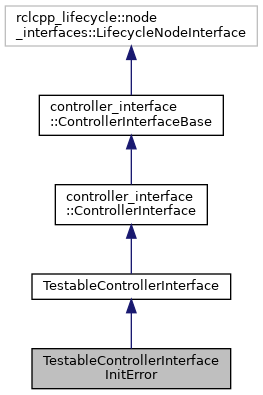 rclcpp_lifecycle::node
_interfaces::LifecycleNodeInterface
controller_interface
::ControllerInterfaceBase
controller_interface
::ControllerInterface
TestableControllerInterface
TestableControllerInterface
InitError